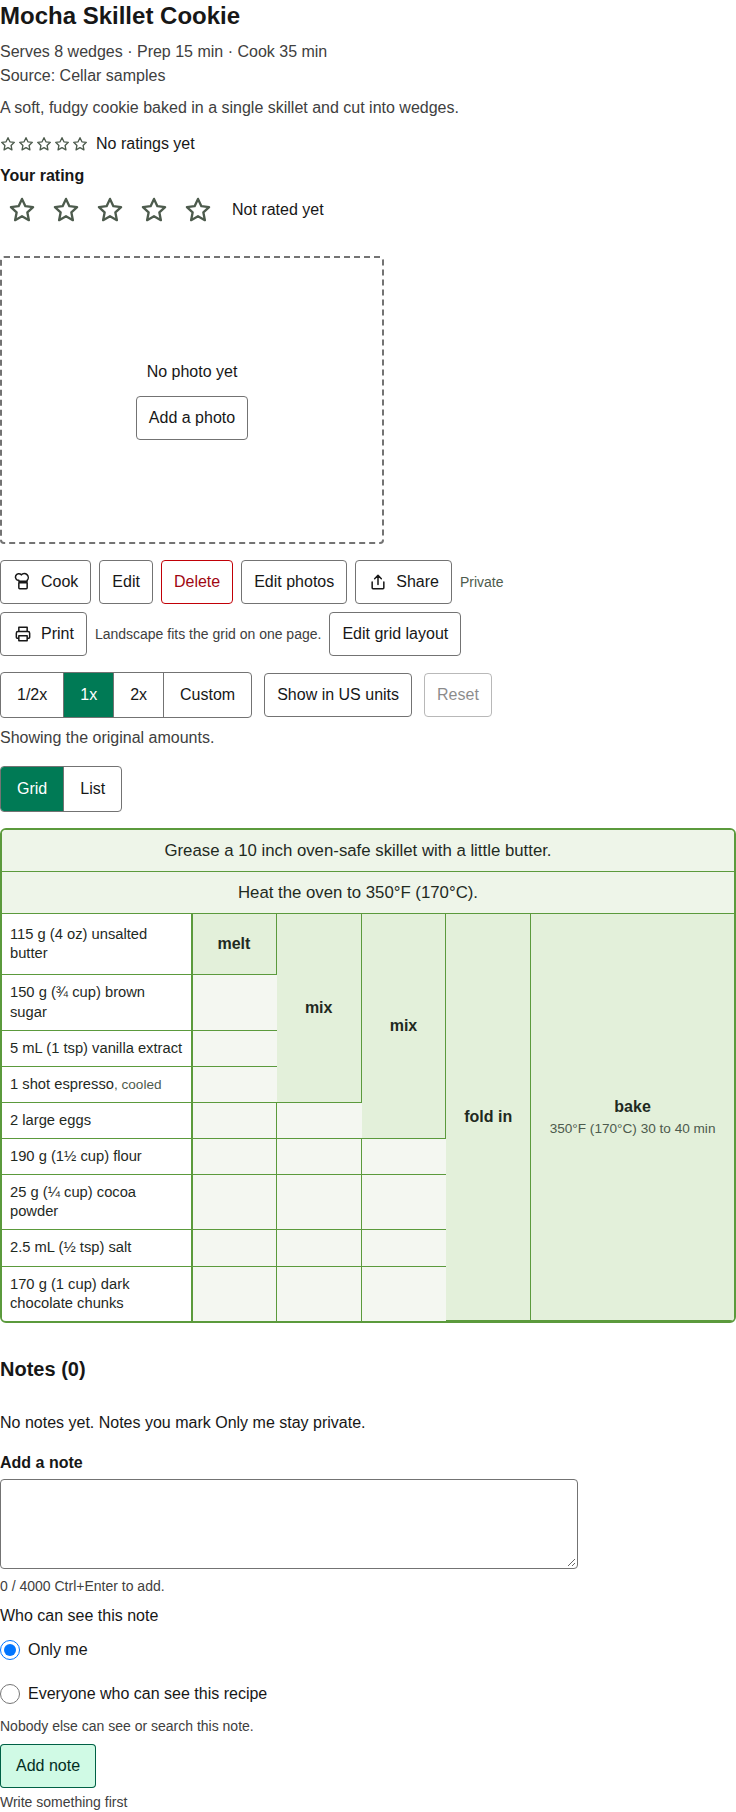 Mocha Skillet Cookie
Serves 8 wedges · Prep 15 min · Cook 35 min
Source: Cellar samples
A soft, fudgy cookie baked in a single skillet and cut into wedges.
No ratings yet
Your rating
Not rated yet
No photo yet
Add a photo
Cook Edit Delete Edit photos Share Private
Print Landscape fits the grid on one page. Edit grid layout
1/2x 1x 2x Custom Show in US units Reset
Showing the original amounts.
Grid List
Grease a 10 inch oven-safe skillet with a little butter.
Heat the oven to 350°F (170°C).
115 g (4 oz) unsalted
butter
melt
150 g (¾ cup) brown
sugar
mix
mix
5 mL (1 tsp) vanilla extract
1 shot espresso, cooled
2 large eggs
fold in
bake
350°F (170°C) 30 to 40 min
190 g (1½ cup) flour
25 g (¼ cup) cocoa
powder
2.5 mL (½ tsp) salt
170 g (1 cup) dark
chocolate chunks
Notes (0)
No notes yet. Notes you mark Only me stay private.
Add a note
0 / 4000 Ctrl+Enter to add.
Who can see this note
Only me
Everyone who can see this recipe
Nobody else can see or search this note.
Add note
Write something first